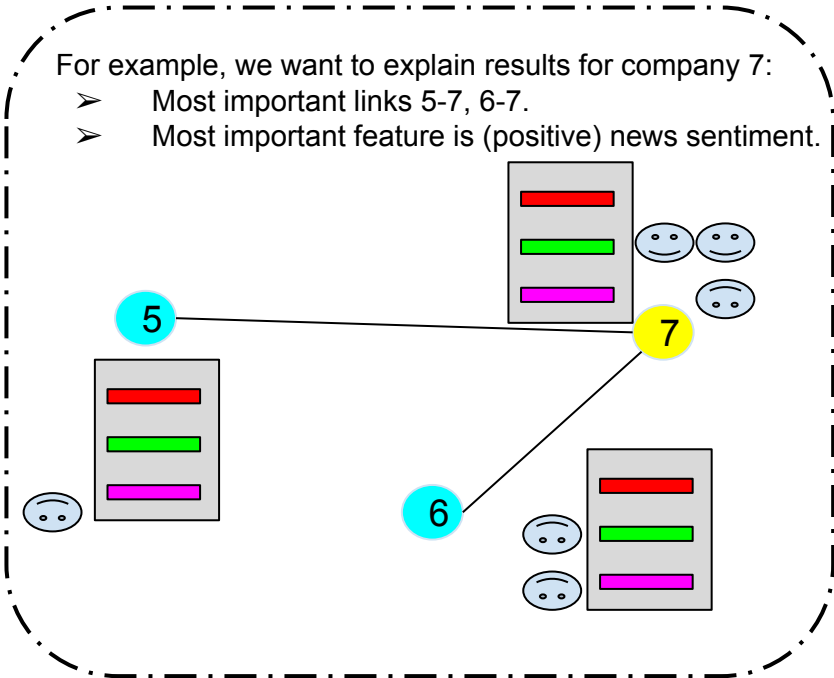 For example, we want to explain results for company 7:
➢ Most important links 5-7, 6-7.
➢ Most important feature is (positive) news sentiment.
5
7
6